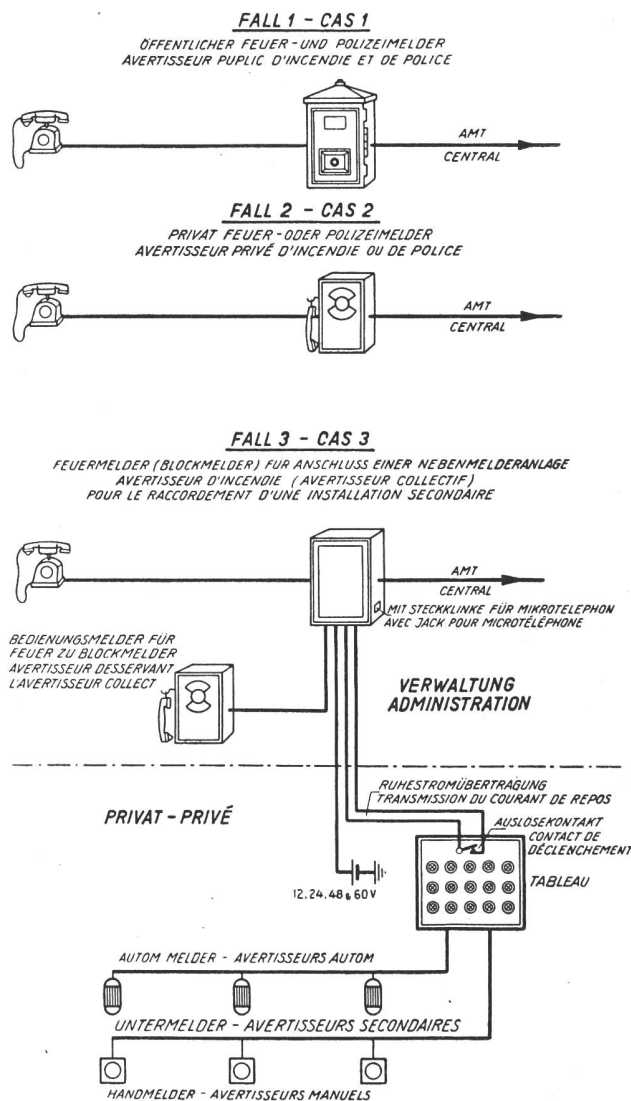 FALL 1 - CAS 1
ÖFFENTLICHER FEUER - UND POLIZEIMELDER
AVERTISSEUR PUPLIC D'INCENDIE ET DE POLICE
AMT
CENTRAL
FALL 2 - CAS 2
PRIVAT FEUER - ODER POLIZEIMELDER
AVERTISSEUR PRIVÉ D'INCENDIE OU DE POLICE
AMT
CENTRAL
FALL 3 - CAS 3
FEUERMELDER (BLOCKMELDER) FUR ANSCHLUSS EINER NEBENMELDERANLAGE
AVERTISSEUR D'INCENDIE (AVERTISSEUR COLLECTIF)
POUR LE RACCORDEMENT D'UNE INSTALLATION SECONDAIRE
AMT
CENTRAL
MIT STECKKLINKE FÜR MIKROTELEPHON
AVEC JACK POUR MICROTÉLÉPHONE
BEDIENUNGSMELDER FÜR
FEUER ZU BLOCKMELDER
AVERTISSEUR DESSERVANT
L'AVERTISSEUR COLLECT
VERWALTUNG
ADMINISTRATION
RUHESTROMÜBERTRAGUNG
TRANSMISSION DU COURANT DE REPOS
PRIVAT - PRIVÉ
AUSLÖSEKONTAKT
CONTACT DE
DÉCLENCHEMENT
TABLEAU
12.24.48 o 60 V
AUTOM MELDER - AVERTISSEURS AUTOM
UNTERMELDER - AVERTISSEURS SECONDAIRES
HANDMELDER - AVERTISSEURS MANUELS